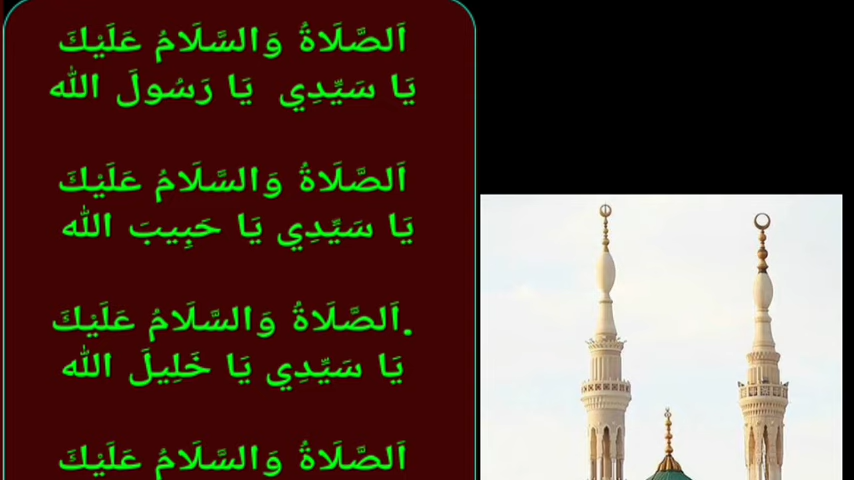 اَلصَّلَاةُ وَالسَّلَامُ عَلَيْكَ
يَا سَيِّدِي يَا رَسُولَ اللّٰه
اَلصَّلَاةُ وَالسَّلَامُ عَلَيْكَ
يَا سَيِّدِي يَا حَبِيبَ اللّٰه
.اَلصَّلَاةُ وَالسَّلَامُ عَلَيْكَ
يَا سَيِّدِي يَا خَلِيلَ اللّٰه
اَلصَّلَاةُ وَالسَّلَامُ عَلَيْكَ